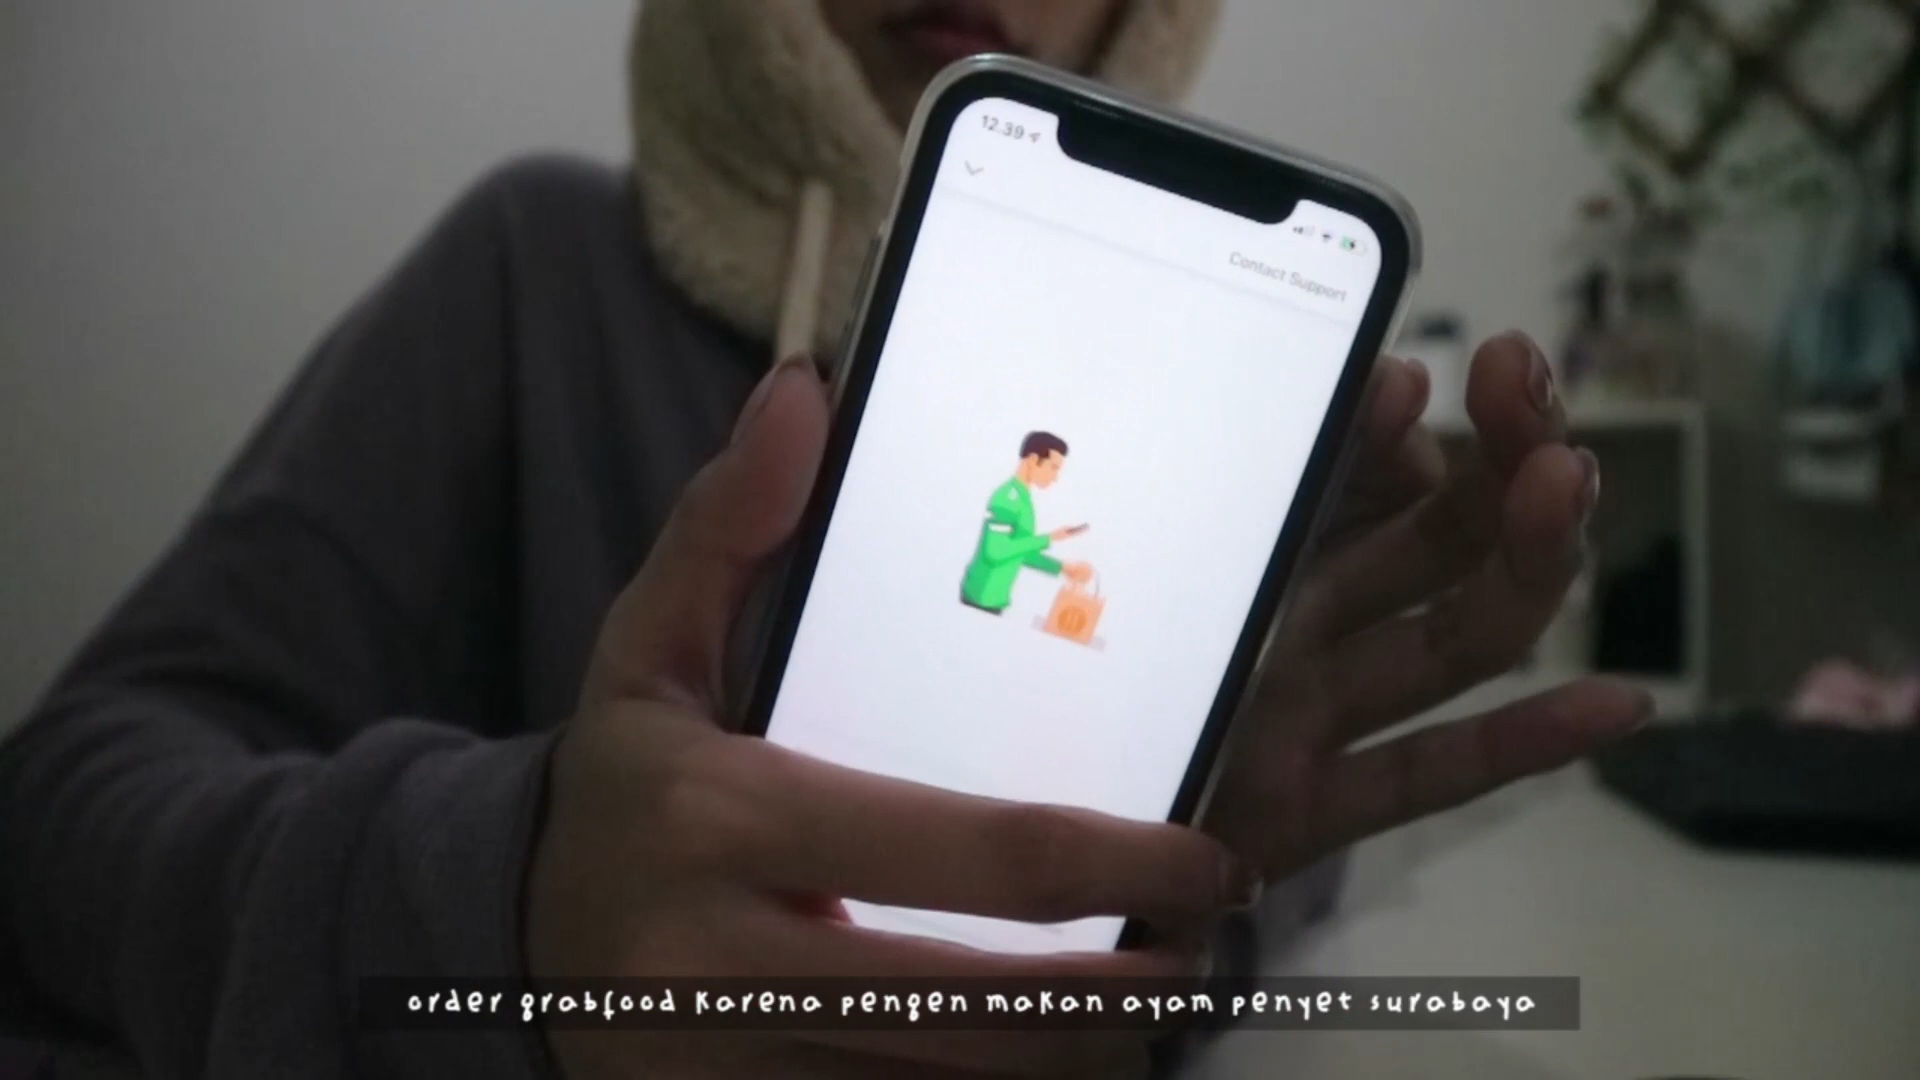 12.39
Contact Support
order grabfood karena pengen makan ayam penyet surabaya